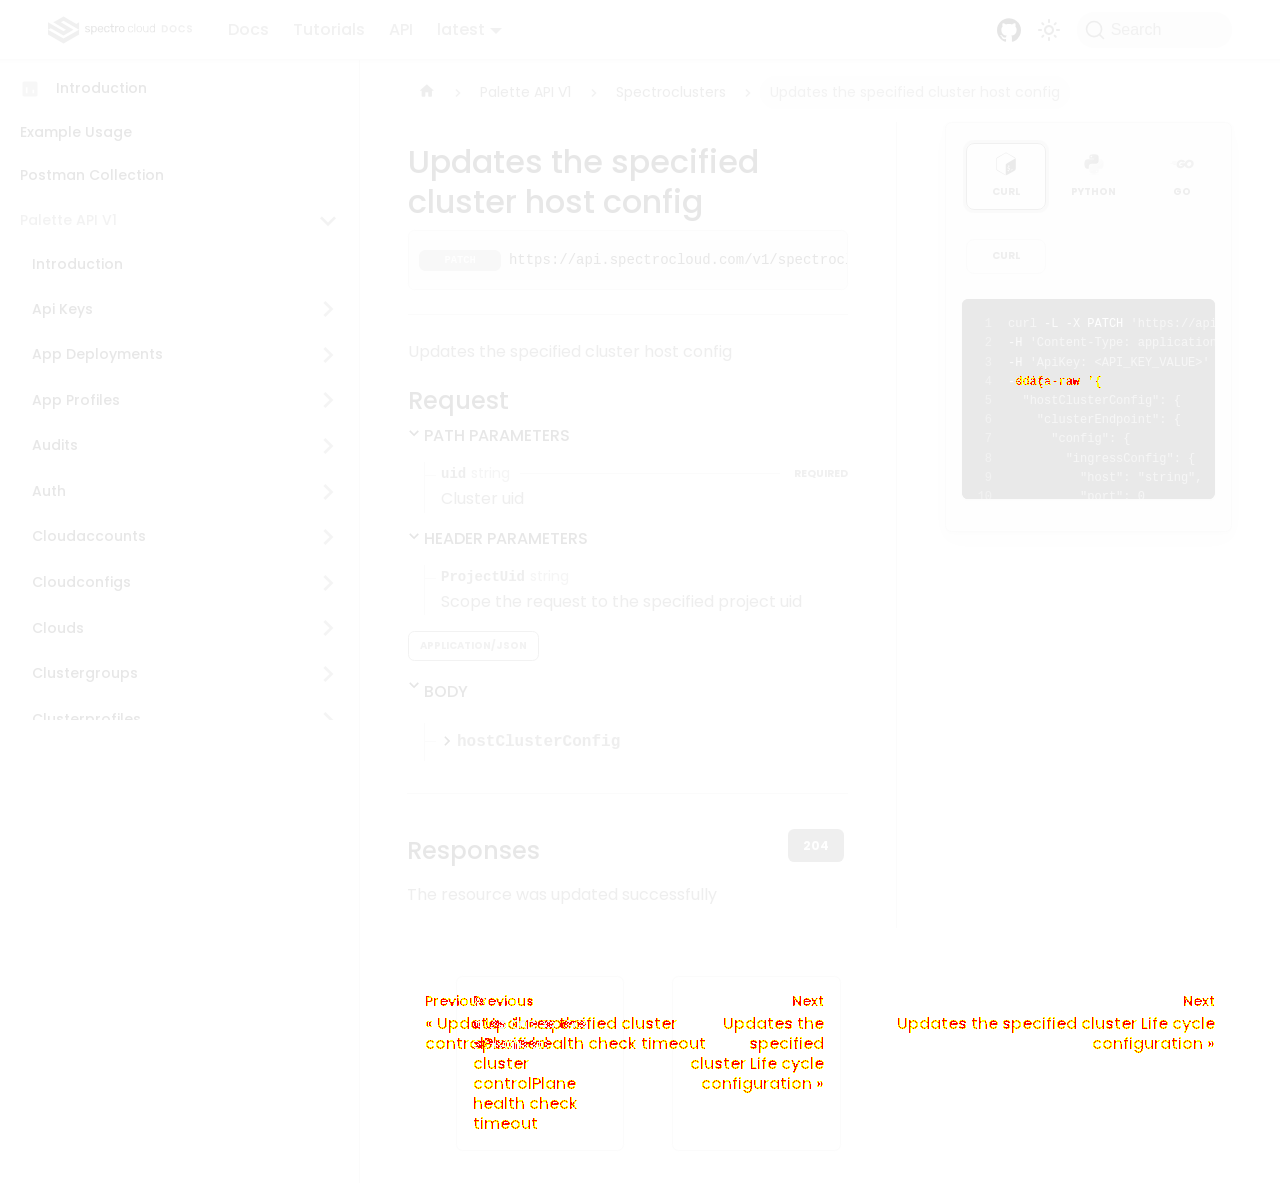 spectro cloud DOCS Docs Tutorials API latest Search
Introduction
Example Usage
Postman Collection
Palette API V1
Introduction
Api Keys
App Deployments
App Profiles
Audits
Auth
Cloudaccounts
Cloudconfigs
Clouds
Clustergroups
Clusterprofiles
Palette API V1 Spectroclusters Updates the specified cluster host config
Updates the specified
cluster host config
PATCH https://api.spectrocloud.com/v1/spectroc
Updates the specified cluster host config
Request
PATH PARAMETERS
uid string REQUIRED
Cluster uid
HEADER PARAMETERS
ProjectUid string
Scope the request to the specified project uid
APPLICATION/JSON
BODY
hostClusterConfig
Responses 204
The resource was updated successfully
CURL PYTHON GO
CURL
1 curl -L -X PATCH 'https://api
2 -H 'Content-Type: application
3 -H 'ApiKey: <API_KEY_VALUE>'
4 data-raw '{
5 "hostClusterConfig": {
6 "clusterEndpoint": {
7 "config": {
8 "ingressConfig": {
9 "host": "string",
10 "port": 0
Previous
« Updates the specified cluster
controlPlane health check timeout
Previous
cluster
controlPlane
health check
timeout
Next
Updates the
specified
cluster Life cycle
configuration »
Next
Updates the specified cluster Life cycle
configuration »